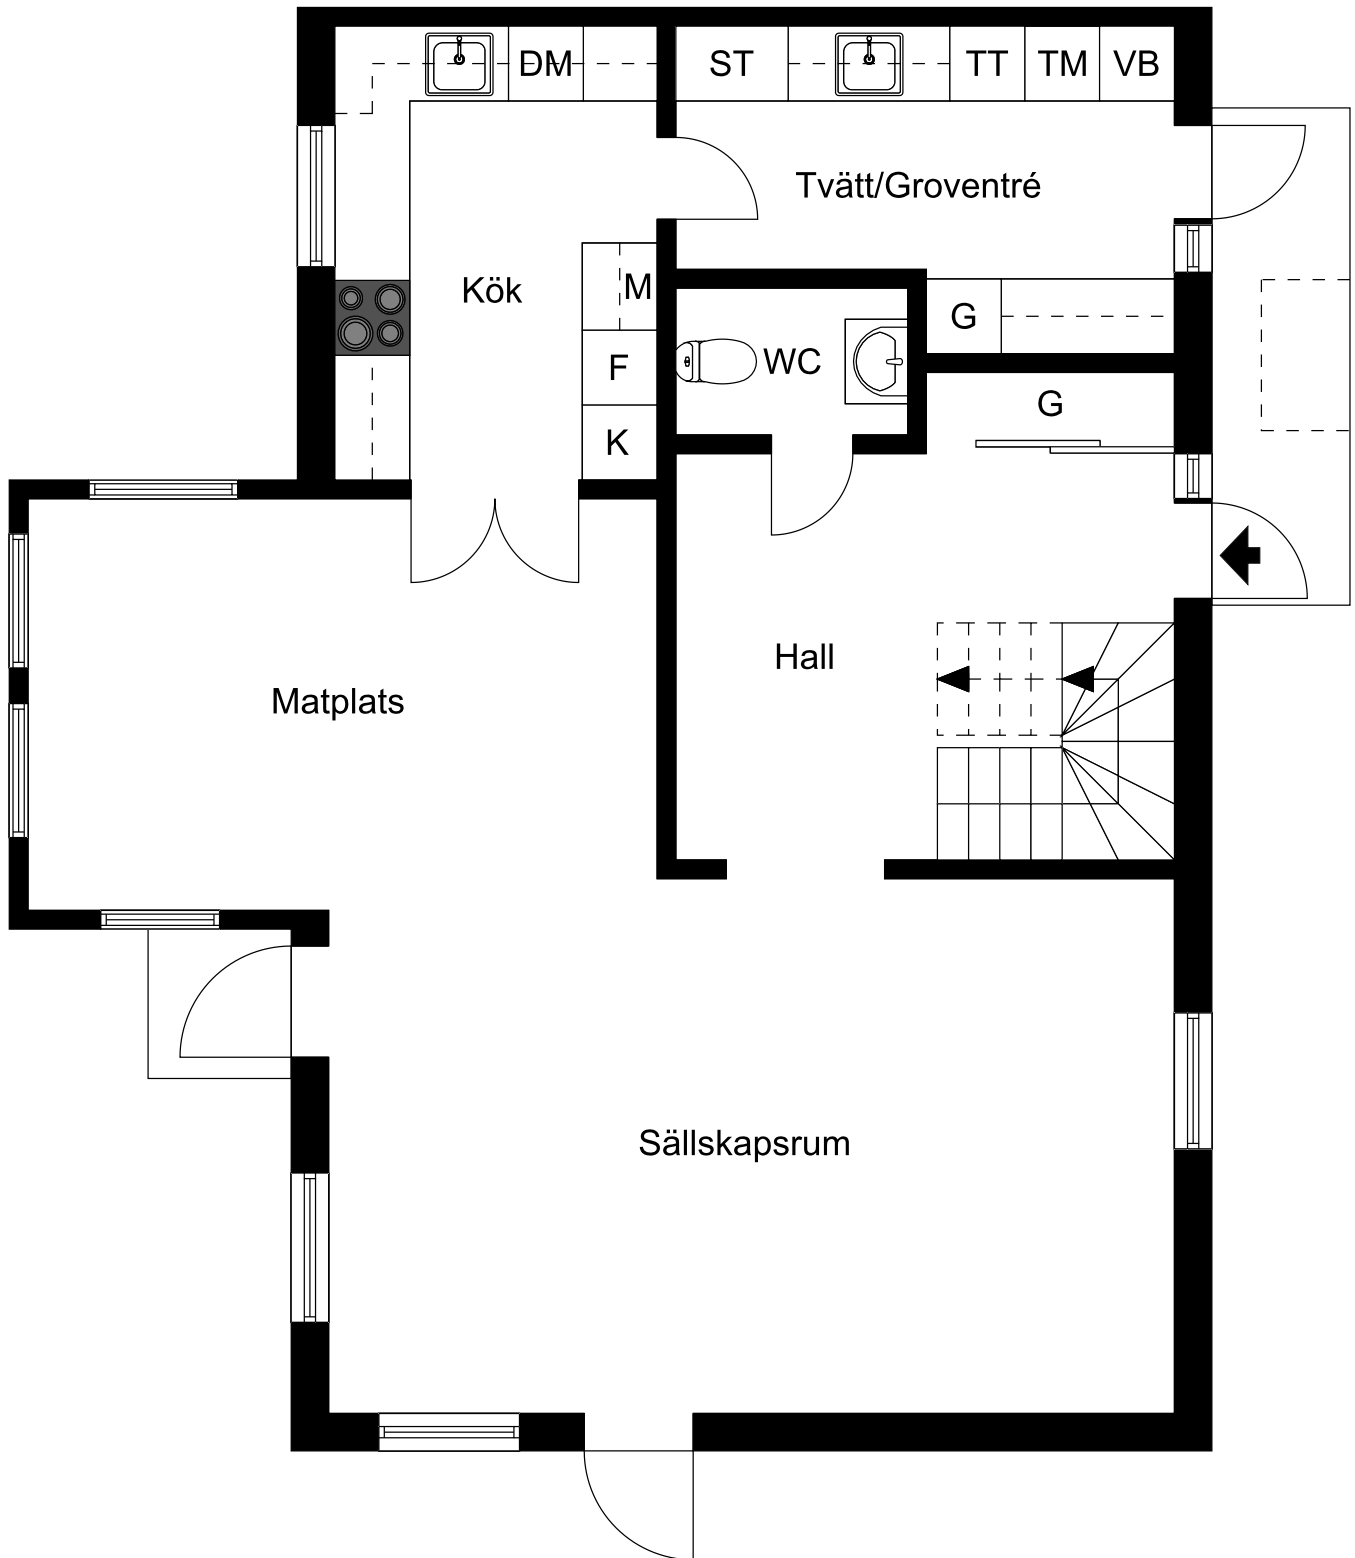 DM
ST
TT
TM
VB
Tvätt/Groventré
Kök
M
G
WC
F
G
K
Hall
Matplats
Sällskapsrum